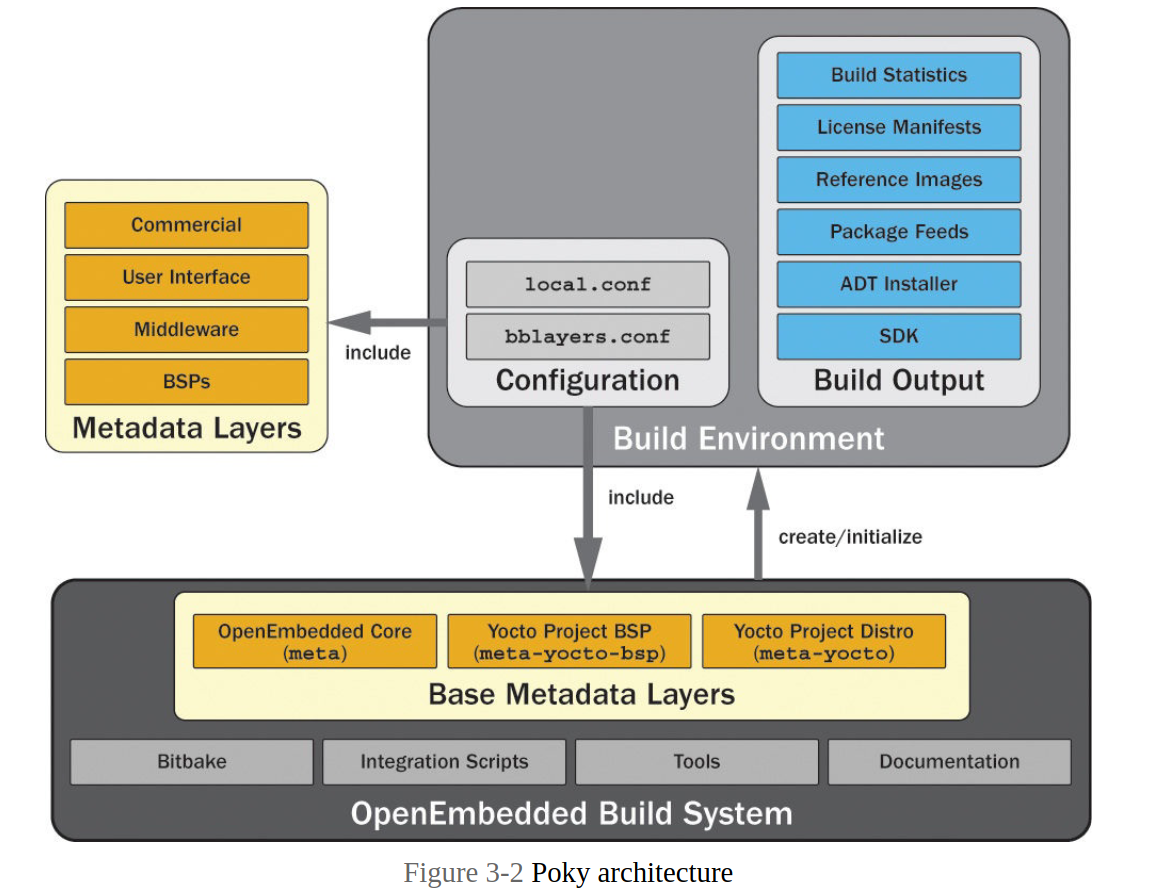 Build Statistics
License Manifests
Reference Images
Package Feeds
ADT Installer
SDK
Build Output
Commercial
User Interface
Middleware
BSPs
Metadata Layers
include
local.conf
bblayers.conf
Configuration
Build Environment
include
create/initialize
OpenEmbedded Core
(meta)
Yocto Project BSP
(meta-yocto-bsp)
Yocto Project Distro
(meta-yocto)
Base Metadata Layers
Bitbake
Integration Scripts
Tools
Documentation
OpenEmbedded Build System
Figure 3-2 Poky architecture